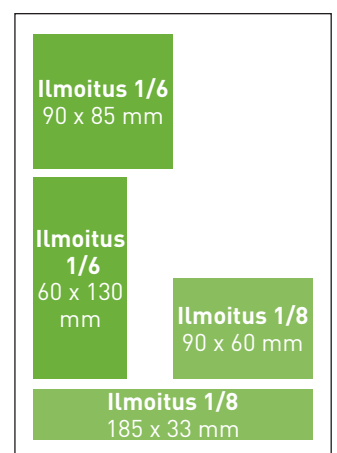 Ilmoitus 1/6
90 x 85 mm
Ilmoitus
1/6
60 x 130
mm
Ilmoitus 1/8
90 x 60 mm
Ilmoitus 1/8
185 x 33 mm